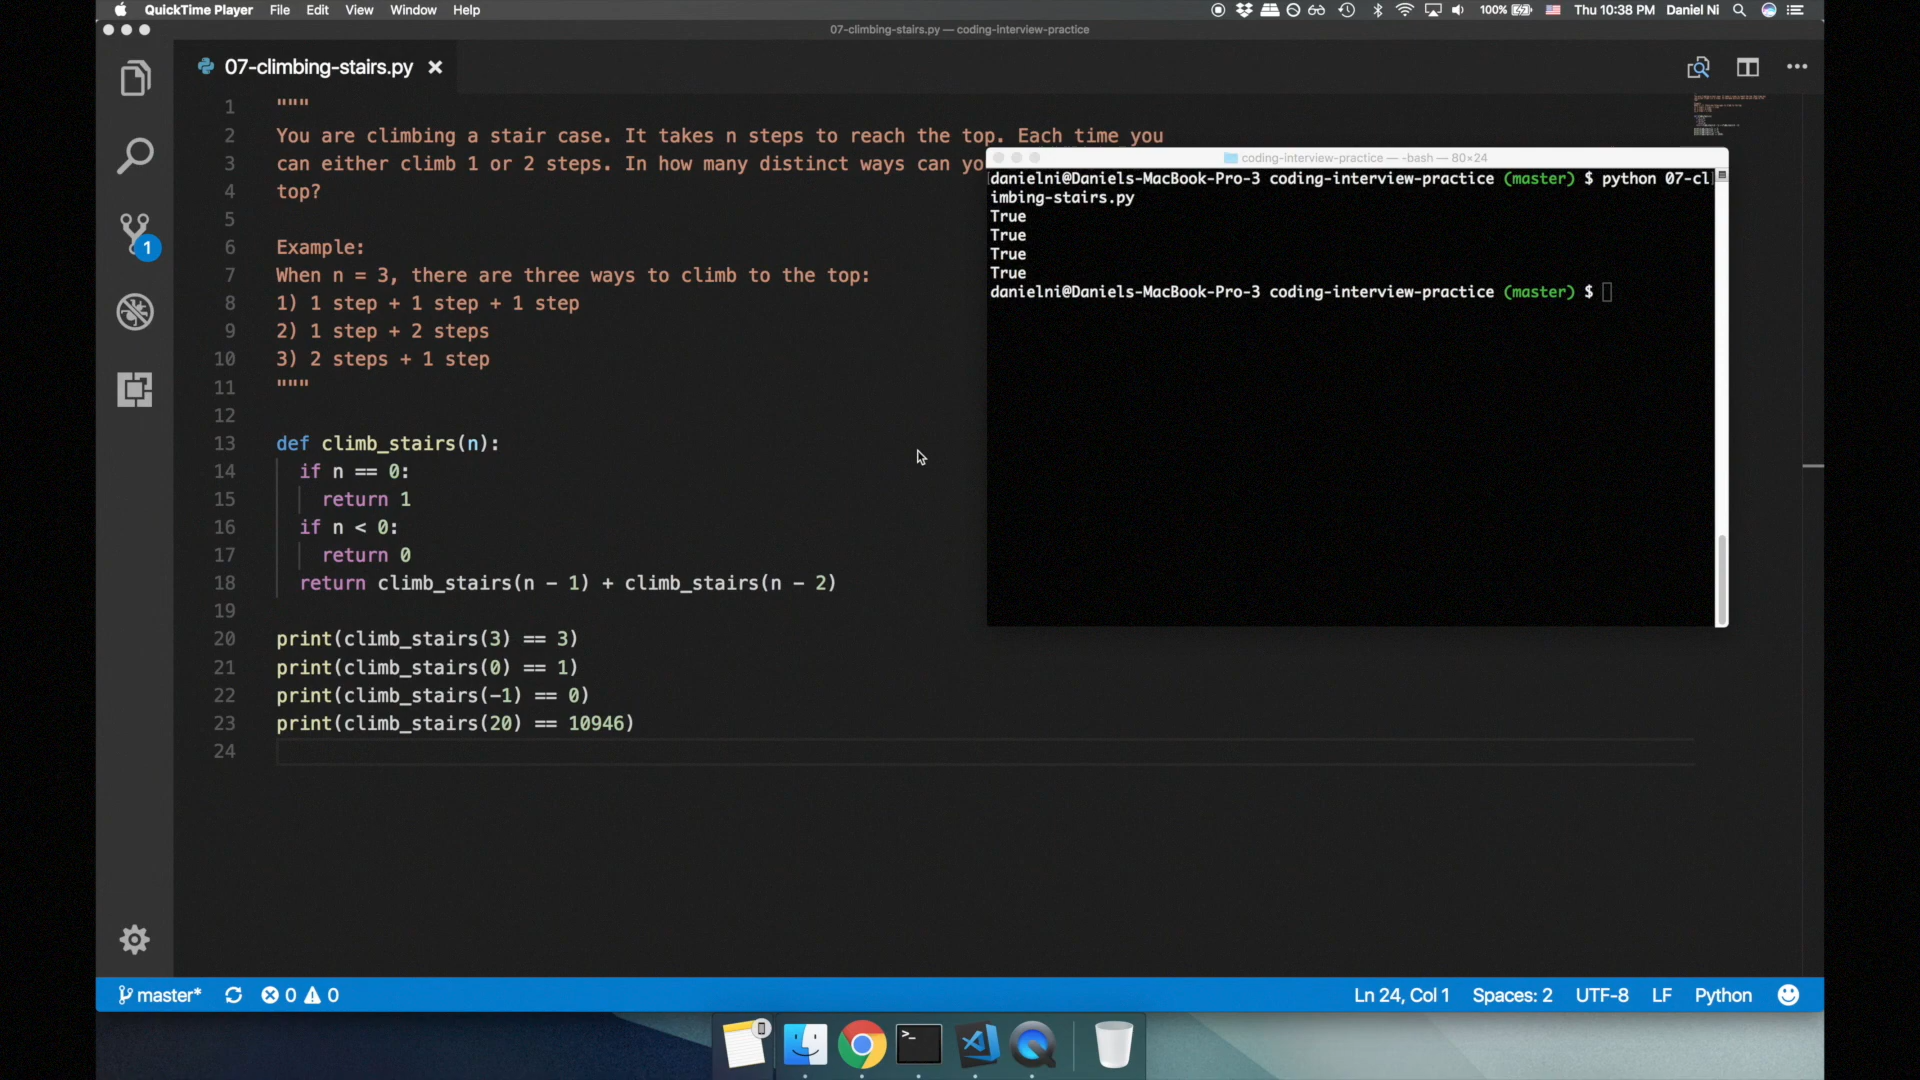 QuickTime Player File Edit View Window Help 100% Thu 10:38 PM Daniel Ni
07-climbing-stairs.py — coding-interview-practice
07-climbing-stairs.py
1 """
2 You are climbing a stair case. It takes n steps to reach the top. Each time you
3 can either climb 1 or 2 steps. In how many distinct ways can yo
4 top?
5
6 Example:
7 When n = 3, there are three ways to climb to the top:
8 1) 1 step + 1 step + 1 step
9 2) 1 step + 2 steps
10 3) 2 steps + 1 step
11 """
12
13 def climb_stairs(n):
14 if n == 0:
15 return 1
16 if n < 0:
17 return 0
18 return climb_stairs(n - 1) + climb_stairs(n - 2)
19
20 print(climb_stairs(3) == 3)
21 print(climb_stairs(0) == 1)
22 print(climb_stairs(-1) == 0)
23 print(climb_stairs(20) == 10946)
24
coding-interview-practice — -bash — 80×24
danielni@Daniels-MacBook-Pro-3 coding-interview-practice (master) $ python 07-cl
imbing-stairs.py
True
True
True
True
danielni@Daniels-MacBook-Pro-3 coding-interview-practice (master) $
1
master* 0 0 Ln 24, Col 1 Spaces: 2 UTF-8 LF Python